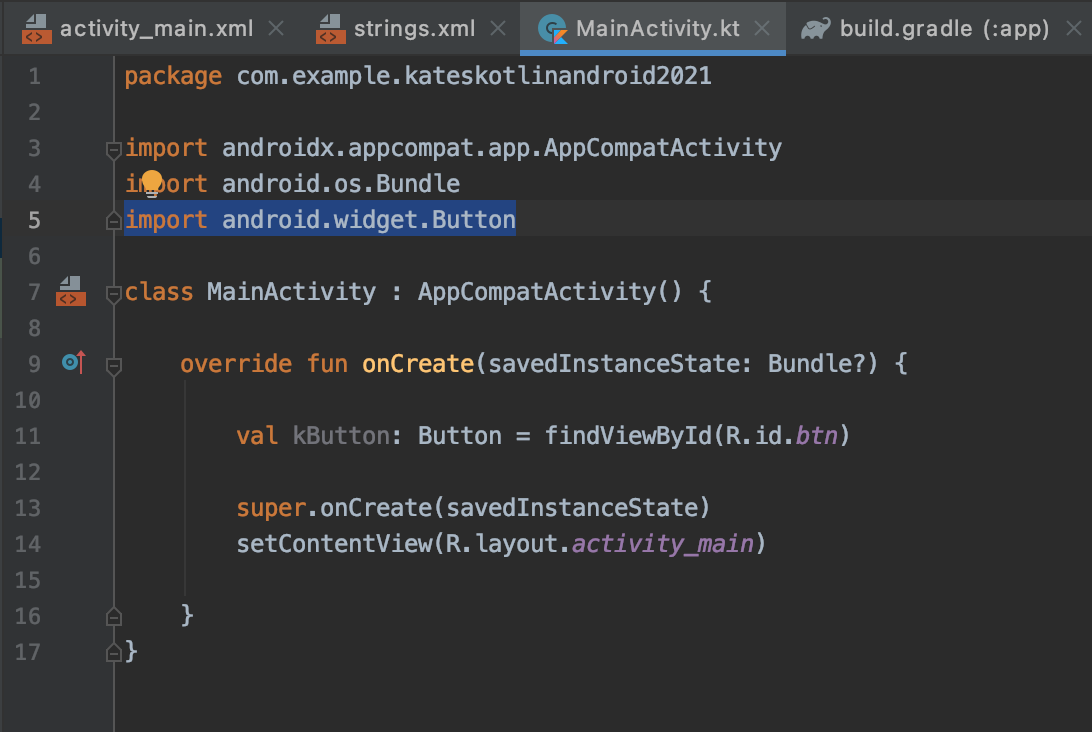 activity_main.xml strings.xml MainActivity.kt build.gradle (:app)
1 package com.example.kateskotlinandroid2021
2
3 import androidx.appcompat.app.AppCompatActivity
4 import android.os.Bundle
5 import android.widget.Button
6
7 class MainActivity : AppCompatActivity() {
8
9 override fun onCreate(savedInstanceState: Bundle?) {
10
11 val kButton: Button = findViewById(R.id.btn)
12
13 super.onCreate(savedInstanceState)
14 setContentView(R.layout.activity_main)
15
16 }
17 }